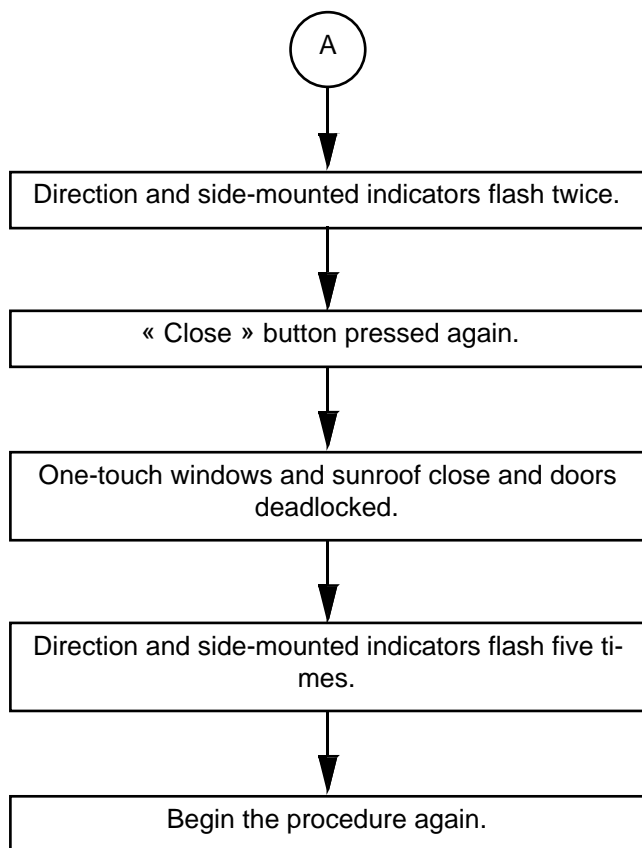 A
Direction and side-mounted indicators flash twice.
« Close » button pressed again.
One-touch windows and sunroof close and doors
deadlocked.
Direction and side-mounted indicators flash five ti-
mes.
Begin the procedure again.